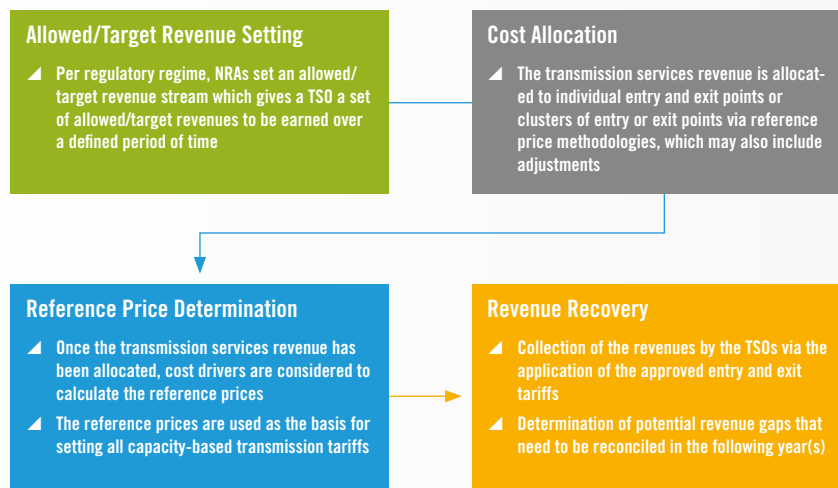 Allowed/Target Revenue Setting
Per regulatory regime, NRAs set an allowed/
target revenue stream which gives a TSO a set
of allowed/target revenues to be earned over
a defined period of time
Cost Allocation
The transmission services revenue is allocat-
ed to individual entry and exit points or
clusters of entry or exit points via reference
price methodologies, which may also include
adjustments
Reference Price Determination
Once the transmission services revenue has
been allocated, cost drivers are considered to
calculate the reference prices
The reference prices are used as the basis for
setting all capacity-based transmission tariffs
Revenue Recovery
Collection of the revenues by the TSOs via the
application of the approved entry and exit
tariffs
Determination of potential revenue gaps that
need to be reconciled in the following year(s)